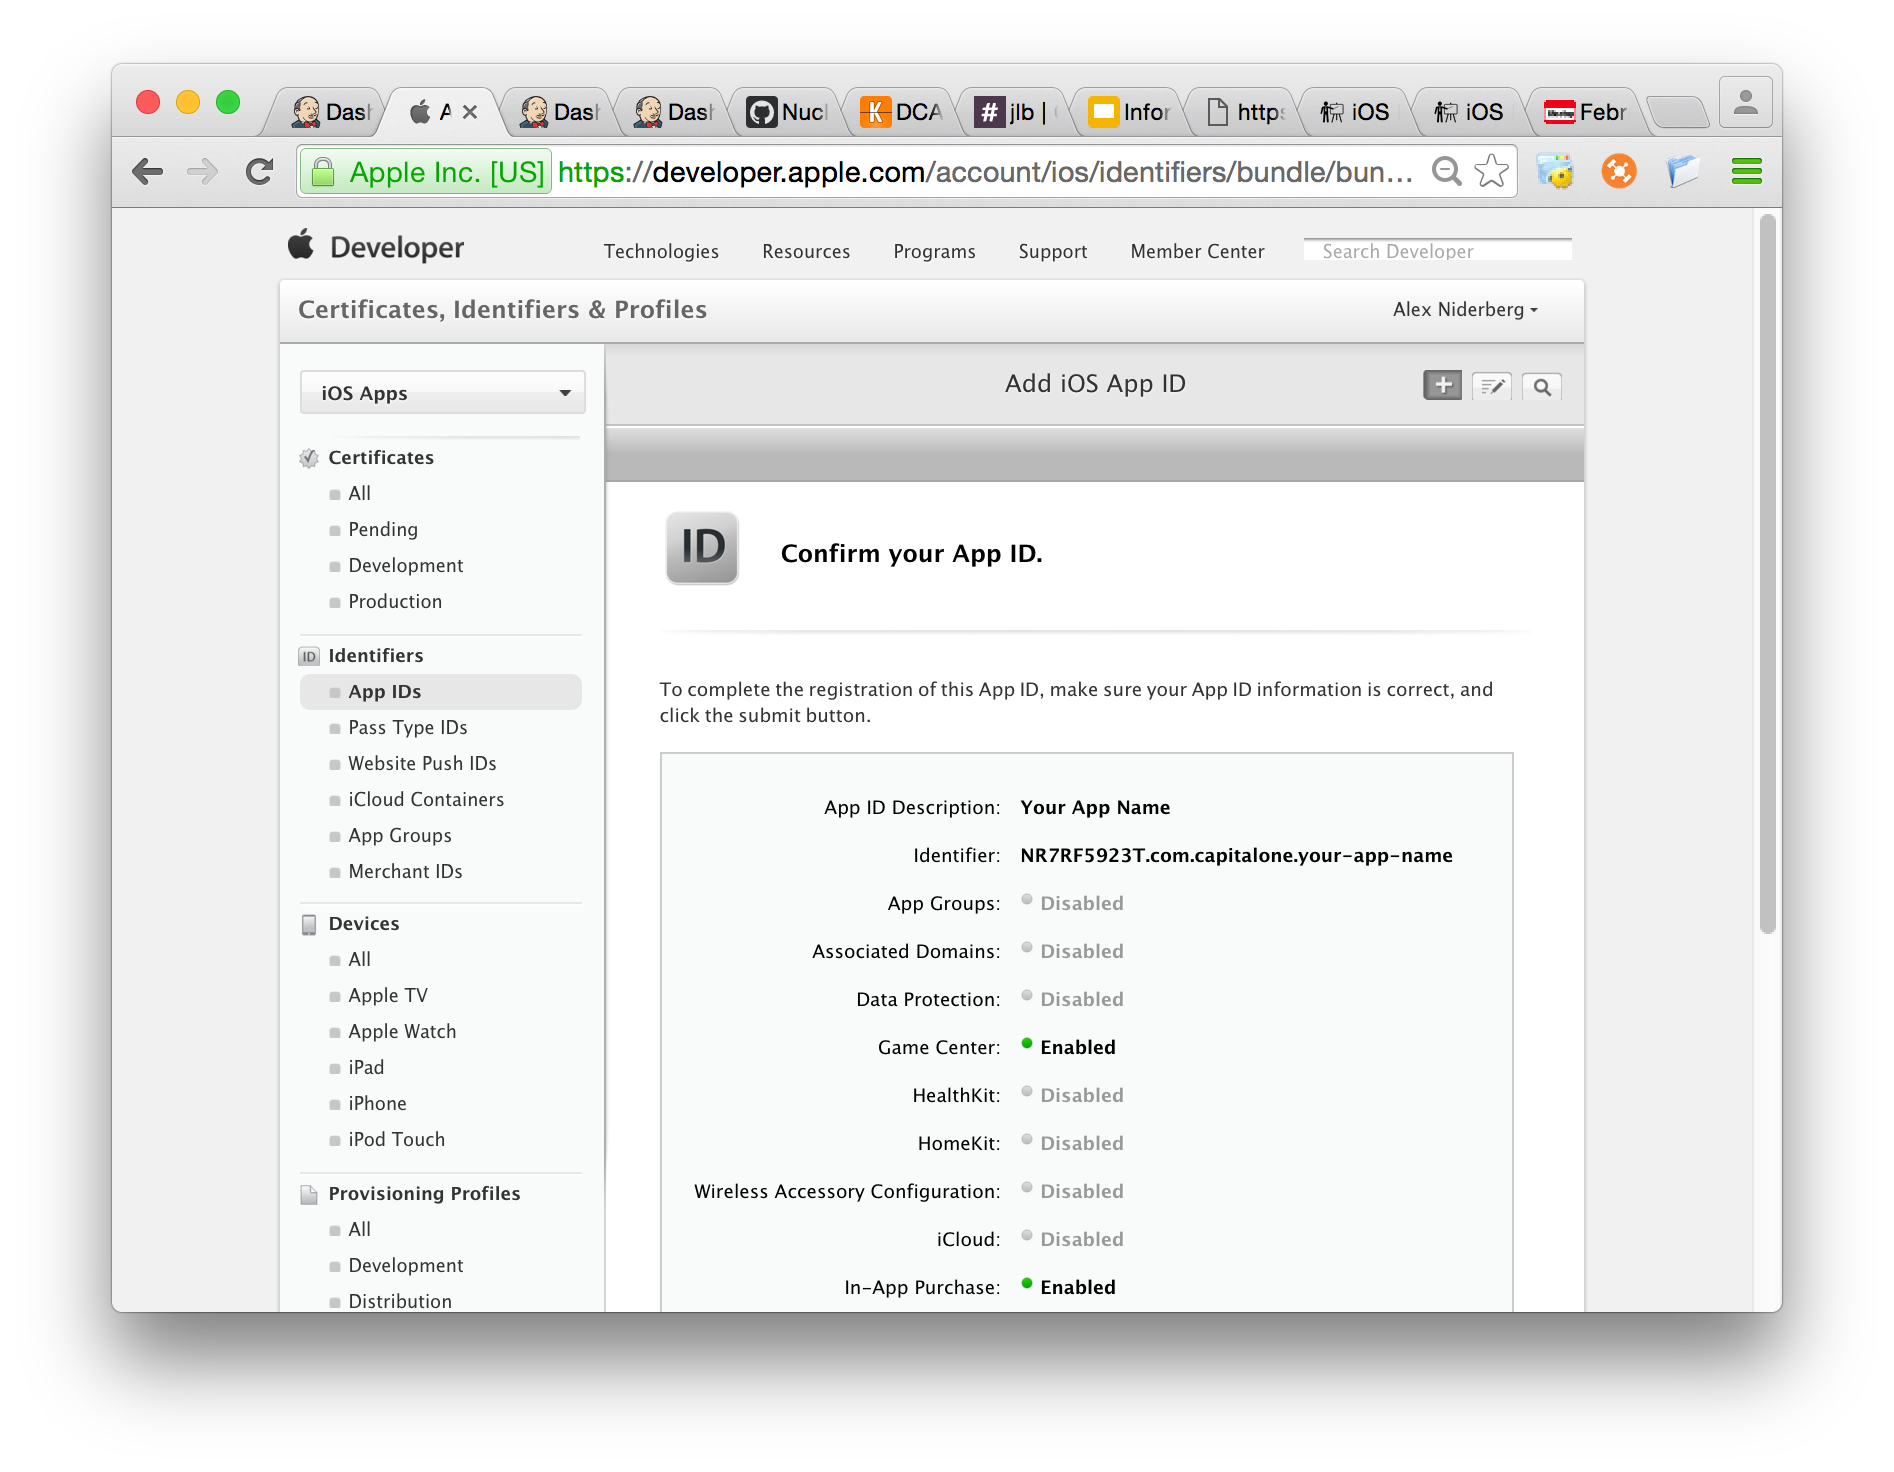 Dash
A
Dash
Dash
Nucl
K DCA
# jlb |
Infor
https
iOS
iOS
Febr
Apple Inc. [US] https://developer.apple.com/account/ios/identifiers/bundle/bun...
Developer
Technologies Resources Programs Support Member Center Search Developer
Certificates, Identifiers & Profiles
Alex Niderberg
iOS Apps
Add iOS App ID
Certificates
All
Pending
Development
Production
ID Identifiers
App IDs
Pass Type IDs
Website Push IDs
iCloud Containers
App Groups
Merchant IDs
Devices
All
Apple TV
Apple Watch
iPad
iPhone
iPod Touch
Provisioning Profiles
All
Development
Distribution
ID
Confirm your App ID.
To complete the registration of this App ID, make sure your App ID information is correct, and
click the submit button.
App ID Description: Your App Name
Identifier: NR7RF5923T.com.capitalone.your-app-name
App Groups: Disabled
Associated Domains: Disabled
Data Protection: Disabled
Game Center: Enabled
HealthKit: Disabled
HomeKit: Disabled
Wireless Accessory Configuration: Disabled
iCloud: Disabled
In-App Purchase: Enabled